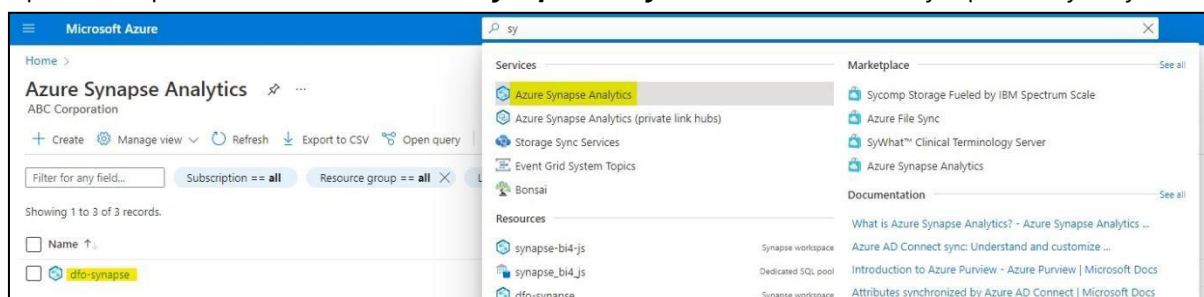 Microsoft Azure
sy
Home >
Azure Synapse Analytics
ABC Corporation
+ Create Manage view Refresh Export to CSV Open query
Filter for any field...
Subscription == all
Resource group == all
Showing 1 to 3 of 3 records.
Name ↑
dfo-synapse
Services
Azure Synapse Analytics
Azure Synapse Analytics (private link hubs)
Storage Sync Services
Event Grid System Topics
Bonsai
Resources
synapse-bi4-js Synapse workspace
synapse_bi4_js Dedicated SQL pool
dfo-synapse Synapse workspace
Marketplace See all
Sycomp Storage Fueled by IBM Spectrum Scale
Azure File Sync
SyWhat™ Clinical Terminology Server
Azure Synapse Analytics
Documentation See all
What is Azure Synapse Analytics? - Azure Synapse Analytics ...
Azure AD Connect sync: Understand and customize ...
Introduction to Azure Purview - Azure Purview | Microsoft Docs
Attributes synchronized by Azure AD Connect | Microsoft Docs